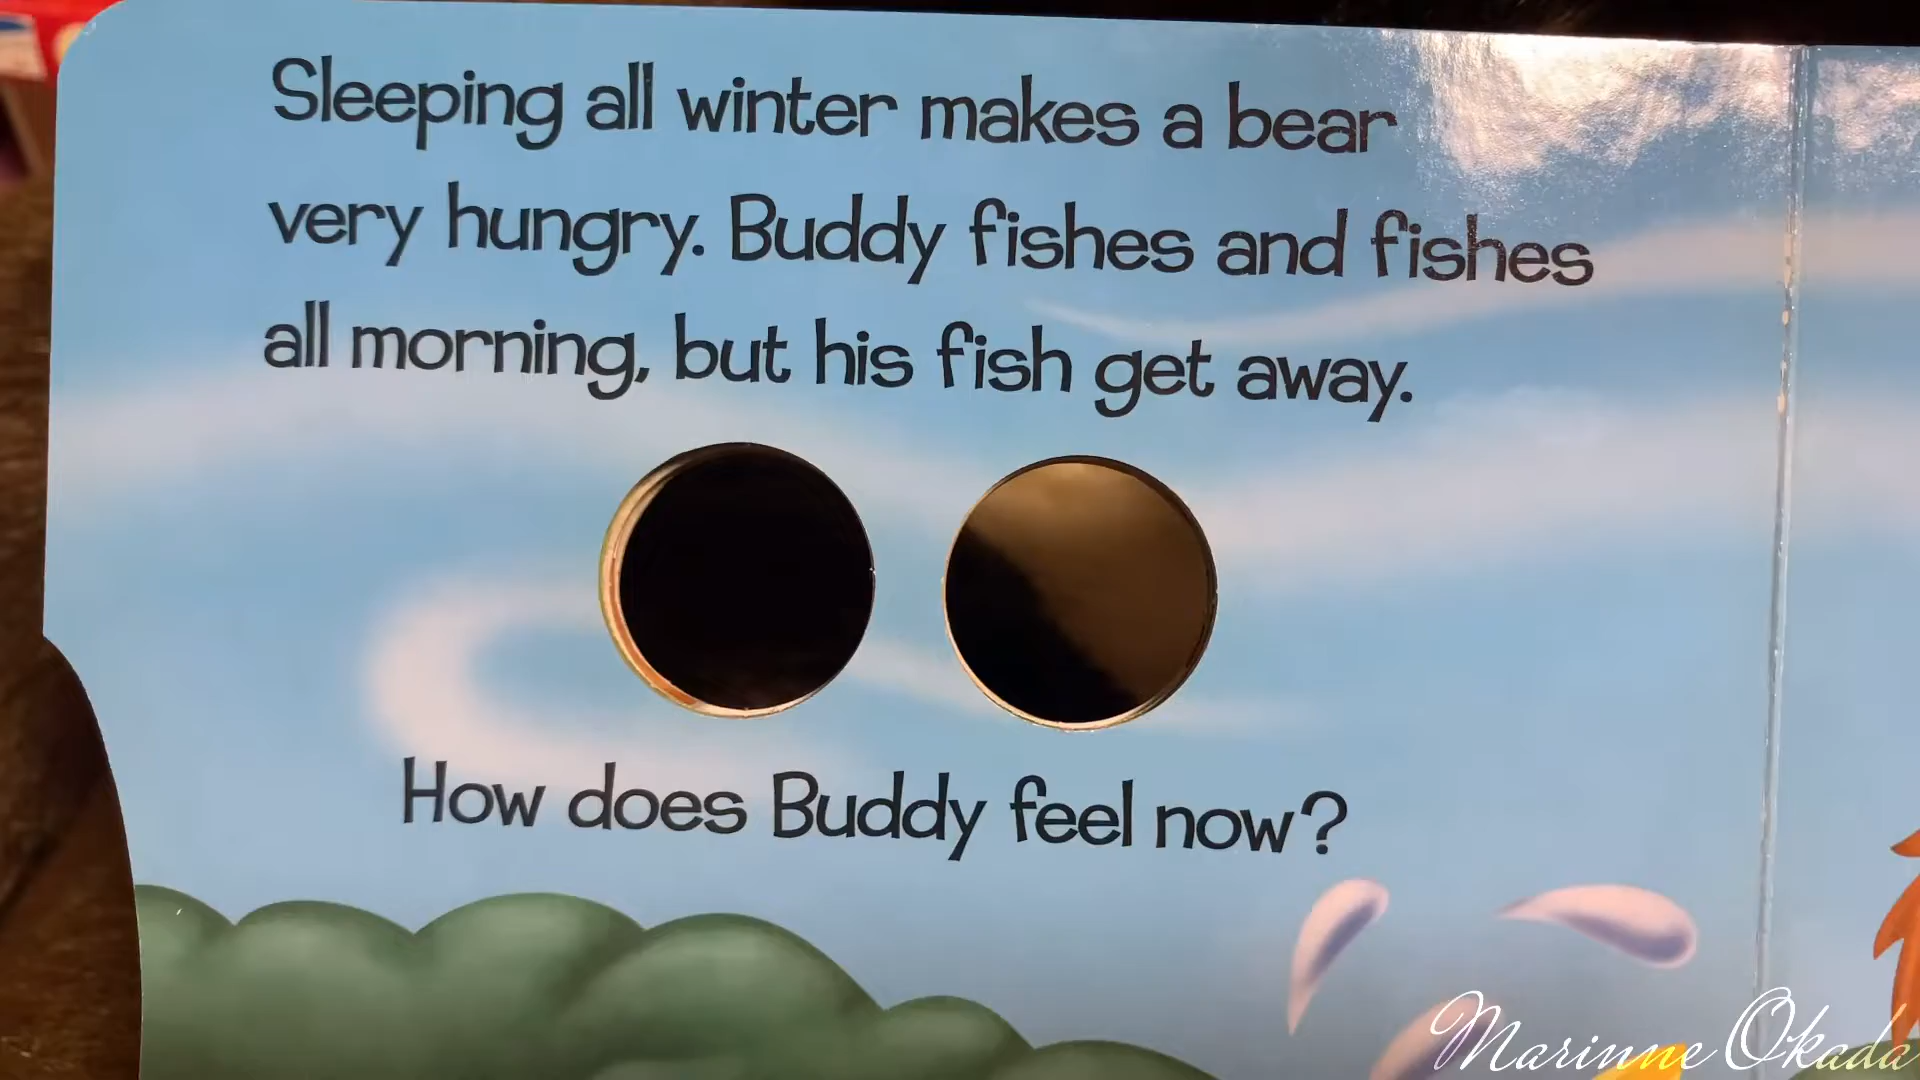 Sleeping all winter makes a bear
very hungry. Buddy fishes and fishes
all morning, but his fish get away.
How does Buddy feel now?
Marinne Okada